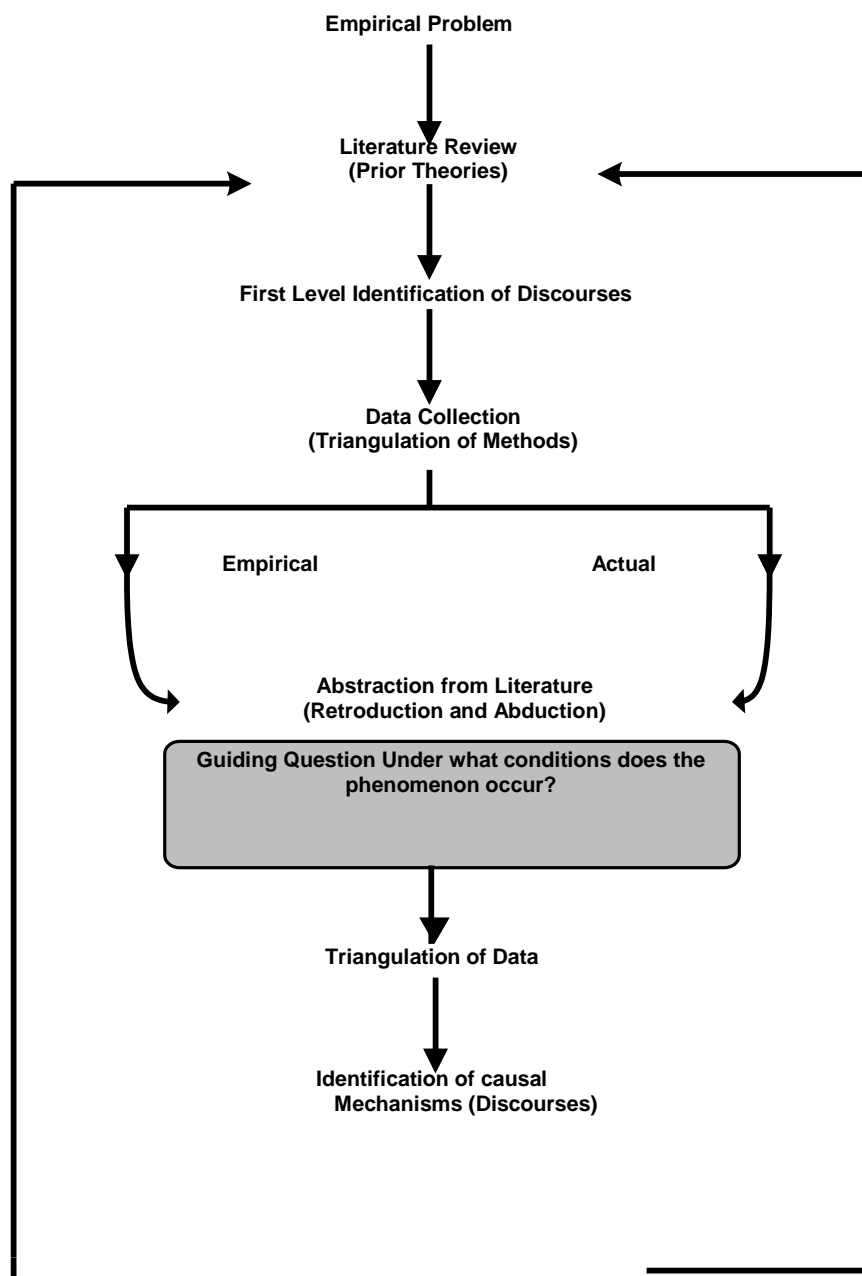 Empirical Problem
Literature Review
(Prior Theories)
First Level Identification of Discourses
Data Collection
(Triangulation of Methods)
Empirical
Actual
Abstraction from Literature
(Retroduction and Abduction)
Guiding Question Under what conditions does the
phenomenon occur?
Triangulation of Data
Identification of causal
Mechanisms (Discourses)